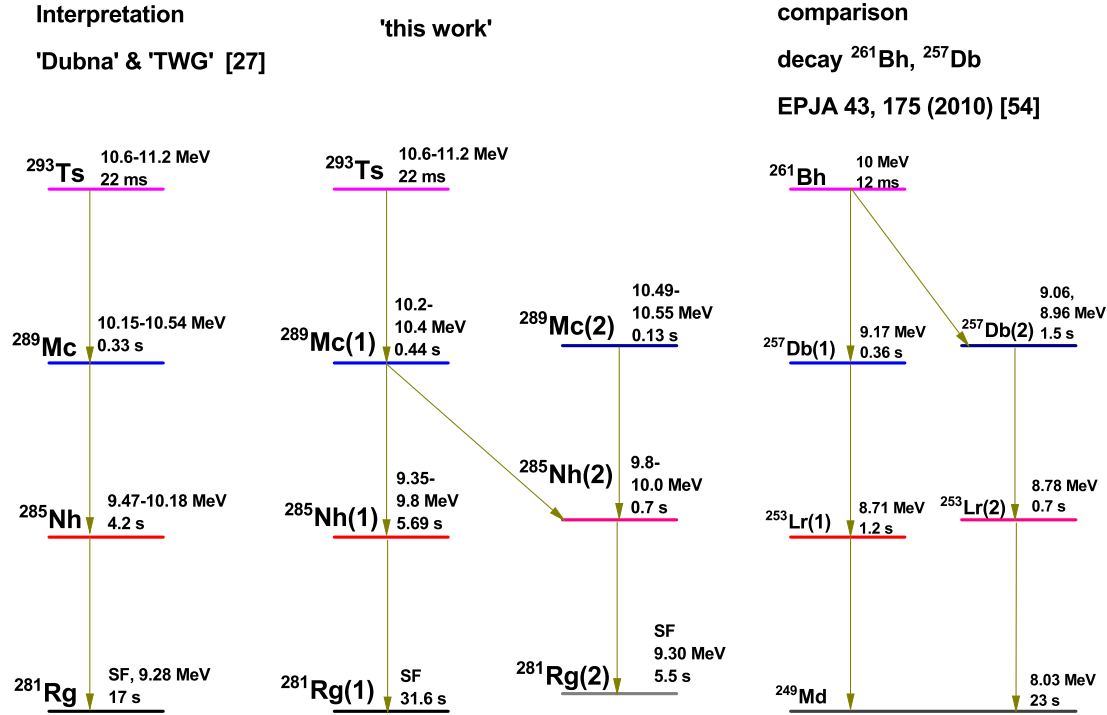 Interpretation
'Dubna' & 'TWG' [27]
²⁹³Ts
10.6-11.2 MeV
22 ms
²⁸⁹Mc
10.15-10.54 MeV
0.33 s
²⁸⁵Nh
9.47-10.18 MeV
4.2 s
²⁸¹Rg
SF, 9.28 MeV
17 s
'this work'
²⁹³Ts
10.6-11.2 MeV
22 ms
²⁸⁹Mc(1)
10.2-
10.4 MeV
0.44 s
²⁸⁹Mc(2)
10.49-
10.55 MeV
0.13 s
²⁸⁵Nh(1)
9.35-
9.8 MeV
5.69 s
²⁸⁵Nh(2)
9.8-
10.0 MeV
0.7 s
²⁸¹Rg(1)
SF
31.6 s
²⁸¹Rg(2)
SF
9.30 MeV
5.5 s
comparison
decay ²⁶¹Bh, ²⁵⁷Db
EPJA 43, 175 (2010) [54]
²⁶¹Bh
10 MeV
12 ms
²⁵⁷Db(1)
9.17 MeV
0.36 s
²⁵⁷Db(2)
9.06,
8.96 MeV
1.5 s
²⁵³Lr(1)
8.71 MeV
1.2 s
²⁵³Lr(2)
8.78 MeV
0.7 s
²⁴⁹Md
8.03 MeV
23 s